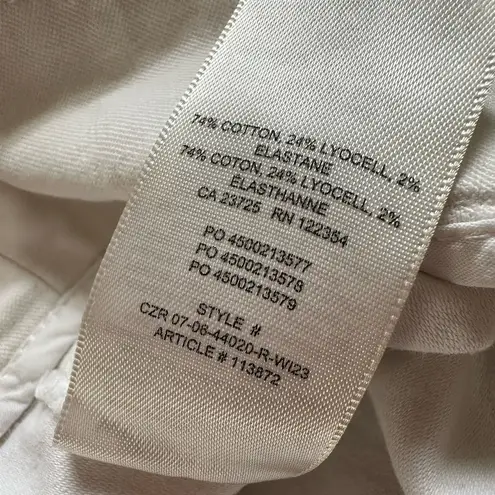 74% COTTON, 24% LYOCELL, 2%
ELASTANE
74% COTON, 24% LYOCELL, 2%
ELASTHANNE
CA 23725 RN 122354
PO 4500213577
PO 4500213578
PO 4500213579
STYLE #
CZR 07-08-44020-R-WI23
ARTICLE # 113872